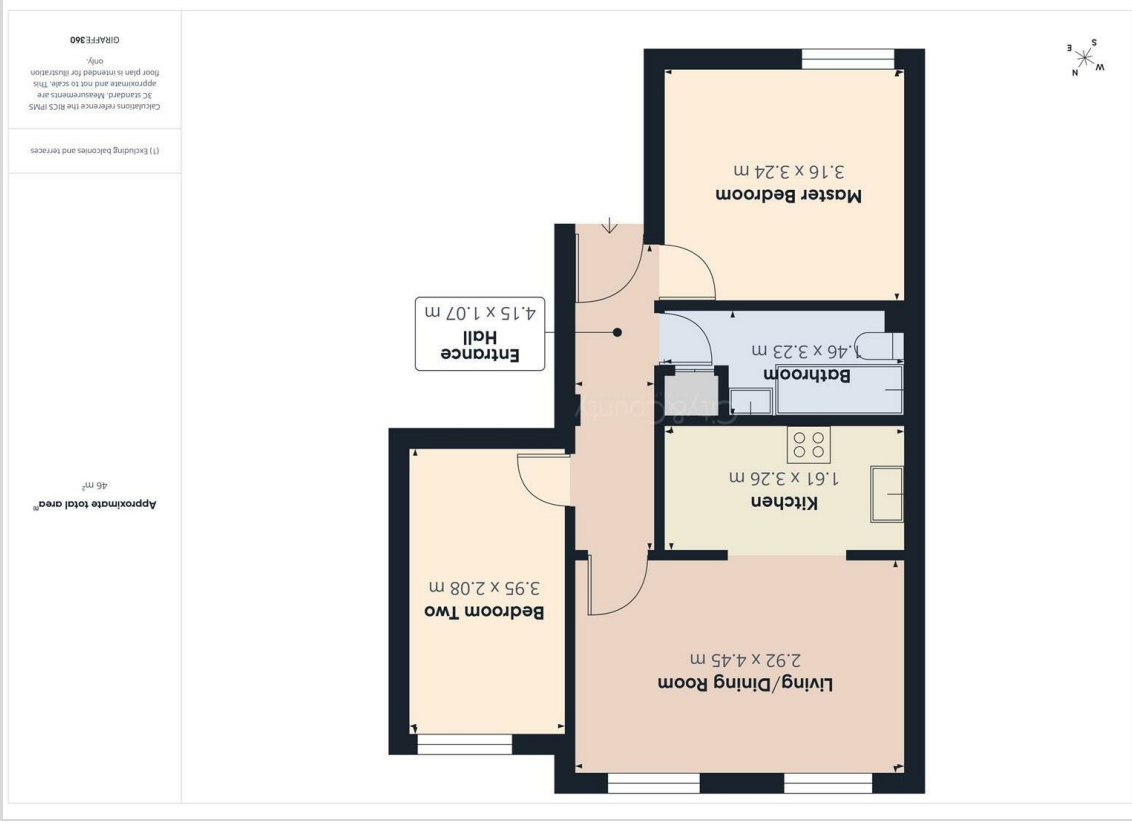 Living/Dining Room
2.92 x 4.45 m
Bedroom Two
3.95 x 2.08 m
Kitchen
1.61 x 3.26 m
City&County
Bathroom
1.46 x 3.23 m
Entrance
Hall
4.15 x 1.07 m
Master Bedroom
3.16 x 3.24 m
N
W
E
S
Approximate total area⁽¹⁾
46 m²
(1) Excluding balconies and terraces
Calculations reference the RICS IPMS
3C standard. Measurements are
approximate and not to scale. This
floor plan is intended for illustration
only.
GIRAFFE360